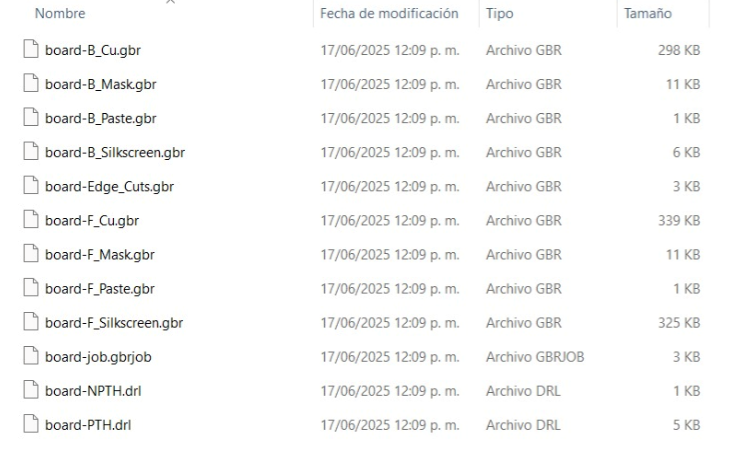 Nombre Fecha de modificación Tipo Tamaño
board-B_Cu.gbr 17/06/2025 12:09 p. m. Archivo GBR 298 KB
board-B_Mask.gbr 17/06/2025 12:09 p. m. Archivo GBR 11 KB
board-B_Paste.gbr 17/06/2025 12:09 p. m. Archivo GBR 1 KB
board-B_Silkscreen.gbr 17/06/2025 12:09 p. m. Archivo GBR 6 KB
board-Edge_Cuts.gbr 17/06/2025 12:09 p. m. Archivo GBR 3 KB
board-F_Cu.gbr 17/06/2025 12:09 p. m. Archivo GBR 339 KB
board-F_Mask.gbr 17/06/2025 12:09 p. m. Archivo GBR 11 KB
board-F_Paste.gbr 17/06/2025 12:09 p. m. Archivo GBR 1 KB
board-F_Silkscreen.gbr 17/06/2025 12:09 p. m. Archivo GBR 325 KB
board-job.gbrjob 17/06/2025 12:09 p. m. Archivo GBRJOB 3 KB
board-NPTH.drl 17/06/2025 12:09 p. m. Archivo DRL 1 KB
board-PTH.drl 17/06/2025 12:09 p. m. Archivo DRL 5 KB